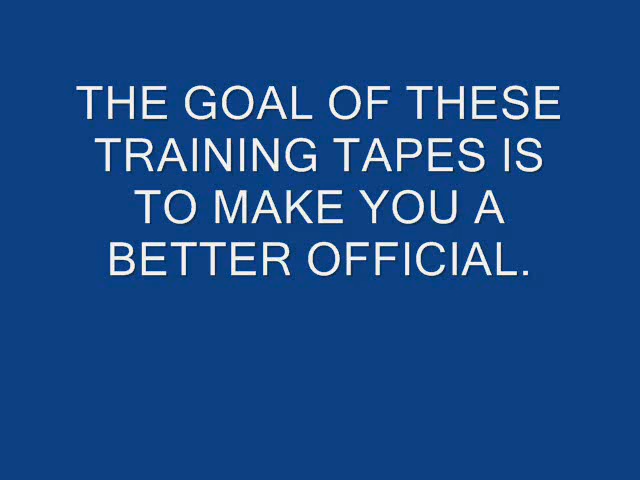 THE GOAL OF THESE
TRAINING TAPES IS
TO MAKE YOU A
BETTER OFFICIAL.